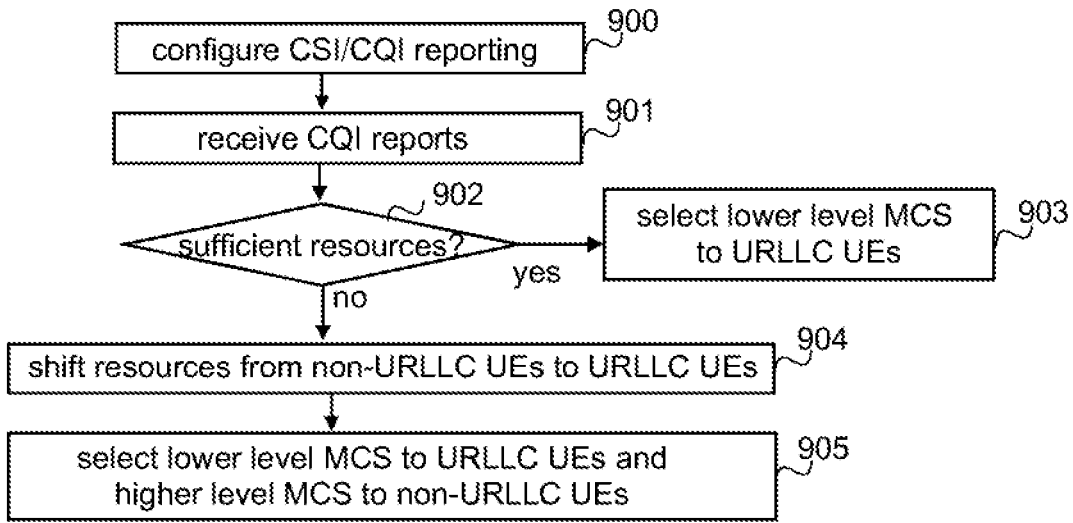 900
configure CSI/CQI reporting
901
receive CQI reports
902
sufficient resources?
yes
no
select lower level MCS
to URLLC UEs
903
904
shift resources from non-URLLC UEs to URLLC UEs
905
select lower level MCS to URLLC UEs and
higher level MCS to non-URLLC UEs